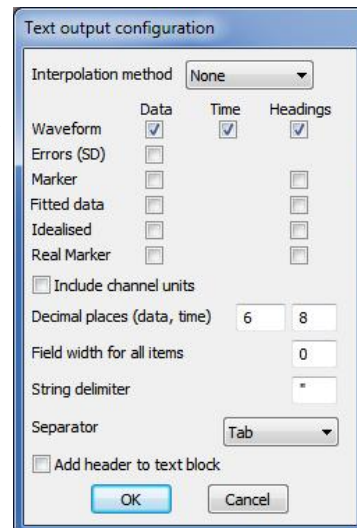 Text output configuration
Interpolation method None
Data Time Headings
Waveform
Errors (SD)
Marker
Fitted data
Idealised
Real Marker
Include channel units
Decimal places (data, time) 6 8
Field width for all items 0
String delimiter "
Separator Tab
Add header to text block
OK Cancel